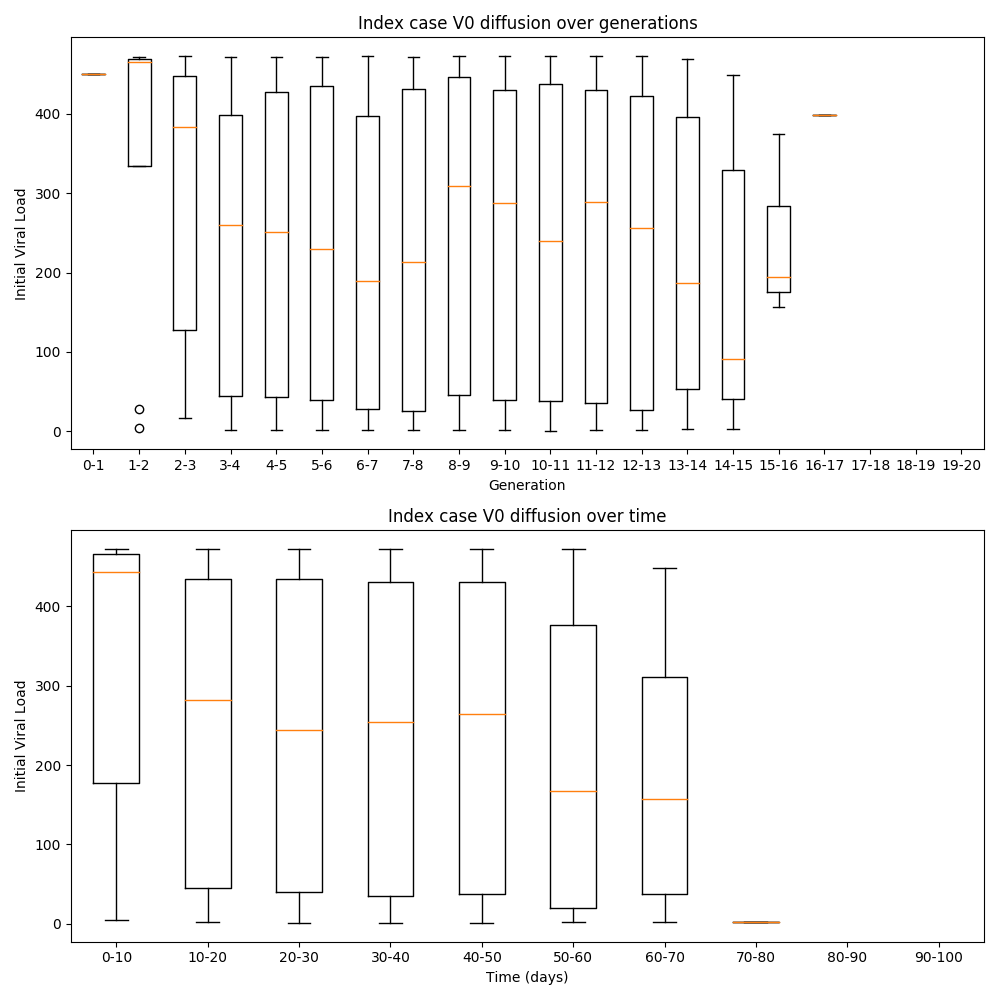 Index case V0 diffusion over generations
Initial Viral Load
400
300
200
100
0
0-1 1-2 2-3 3-4 4-5 5-6 6-7 7-8 8-9 9-10 10-11 11-12 12-13 13-14 14-15 15-16 16-17 17-18 18-19 19-20
Generation
Index case V0 diffusion over time
Initial Viral Load
400
300
200
100
0
0-10 10-20 20-30 30-40 40-50 50-60 60-70 70-80 80-90 90-100
Time (days)